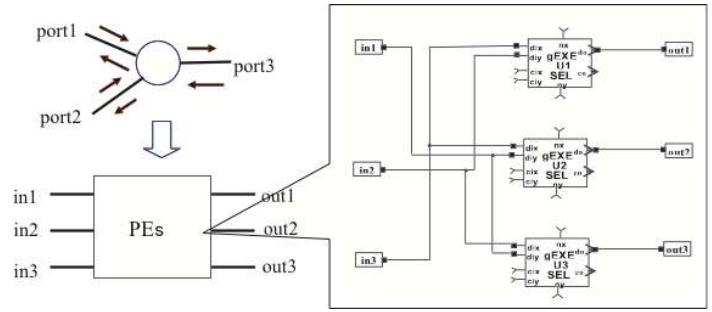 port1
port2
port3
in1
in2
in3
PEs
out1
out2
out3
in1
in2
in3
nx
dix
diy
gEXE
do
U1
cix
ciy
SEL
co
ny
out1
nx
dix
diy
gEXE
do
U2
cix
ciy
SEL
co
ny
out2
nx
dix
diy
gEXE
do
U3
cix
ciy
SEL
co
ny
out3